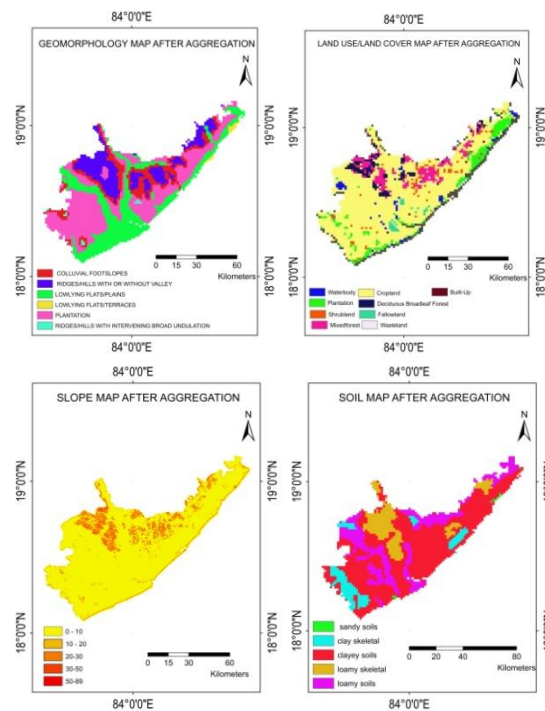 84°0'0"E
GEOMORPHOLOGY MAP AFTER AGGREGATION
N
19°0'0"N
18°0'0"N
0 15 30 60
Kilometers
COLLUVIAL FOOTSLOPES
RIDGES/HILLS WITH OR WITHOUT VALLEY
LOWLYING FLATS/PLAINS
LOWLYING FLATS/TERRACES
PLANTATION
RIDGES/HILLS WITH INTERVENING BROAD UNDULATION
84°0'0"E
84°0'0"E
LAND USE/LAND COVER MAP AFTER AGGREGATION
N
19°0'0"N
18°0'0"N
0 15 30 60
Kilometers
Waterbody
Cropland
Built-Up
Plantation
Deciduous Broadleaf Forest
Shrubland
Fallowland
Mixedforest
Wasteland
84°0'0"E
84°0'0"E
SLOPE MAP AFTER AGGREGATION
N
19°0'0"N
18°0'0"N
0 - 10
10 - 20
20-30
30-50
50-89
0 15 30 60
Kilometers
84°0'0"E
84°0'0"E
SOIL MAP AFTER AGGREGATION
N
19°0'0"N
18°0'0"N
sandy soils
clay skeletal
clayey soils
loamy skeletal
loamy soils
0 20 40 80
Kilometers
84°0'0"E